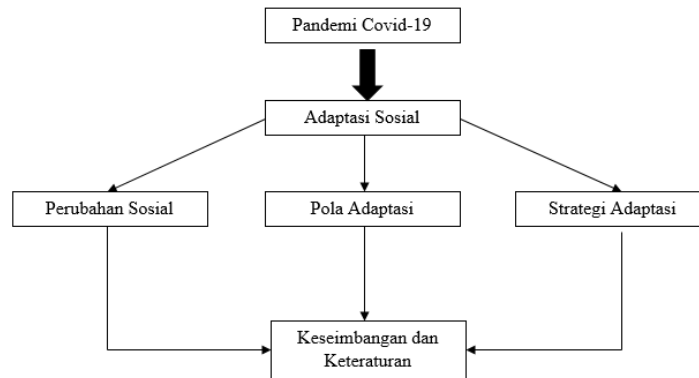 Pandemi Covid-19
Adaptasi Sosial
Perubahan Sosial
Pola Adaptasi
Strategi Adaptasi
Keseimbangan dan
Keteraturan